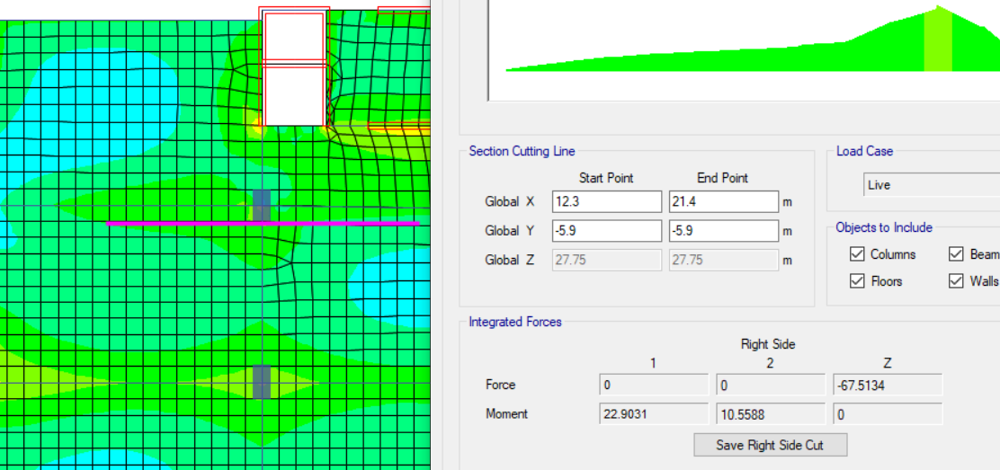 Section Cutting Line
Start Point End Point
Global X 12.3 21.4 m
Global Y -5.9 -5.9 m
Global Z 27.75 27.75 m
Load Case
Live
Objects to Include
Columns Beam
Floors Walls
Integrated Forces
Right Side
1 2 Z
Force 0 0 -67.5134
Moment 22.9031 10.5588 0
Save Right Side Cut